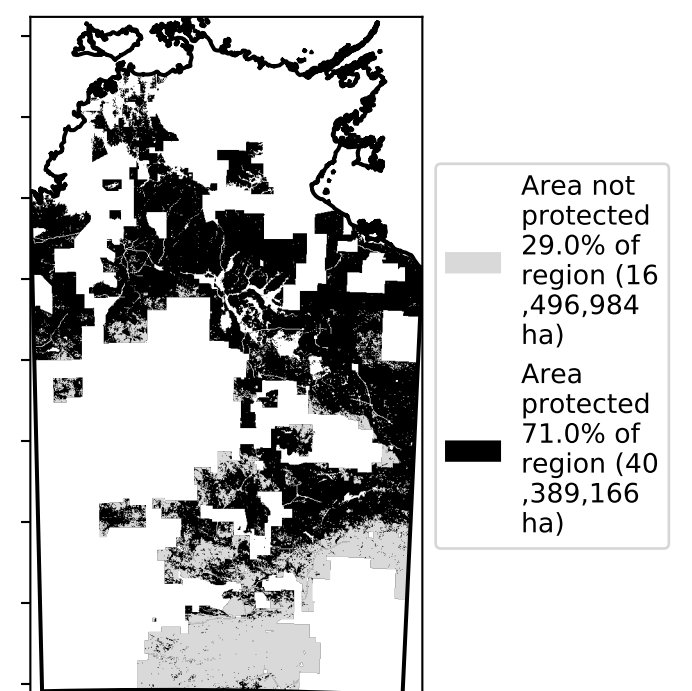 Area not
protected
29.0% of
region (16
,496,984
ha)
Area
protected
71.0% of
region (40
,389,166
ha)